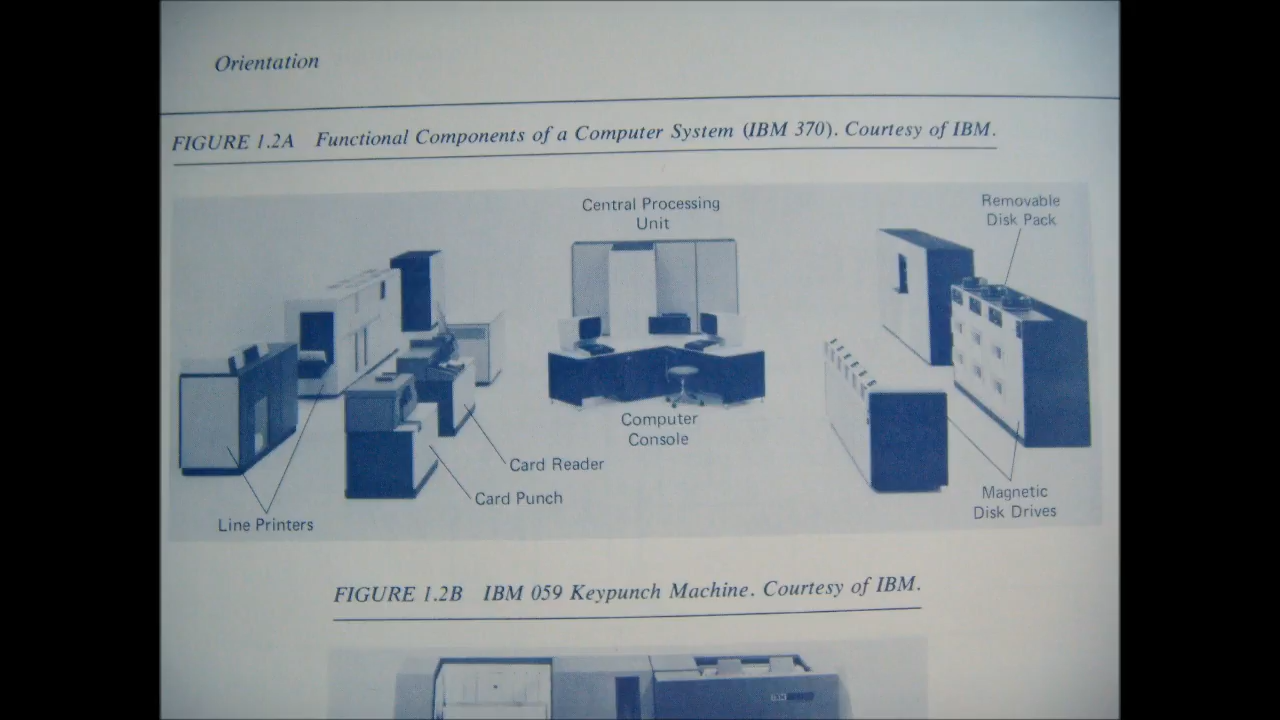 Orientation
FIGURE 1.2A Functional Components of a Computer System (IBM 370). Courtesy of IBM.
Central Processing
Unit
Removable
Disk Pack
Computer
Console
Card Reader
Card Punch
Line Printers
Magnetic
Disk Drives
FIGURE 1.2B IBM 059 Keypunch Machine. Courtesy of IBM.
IBM